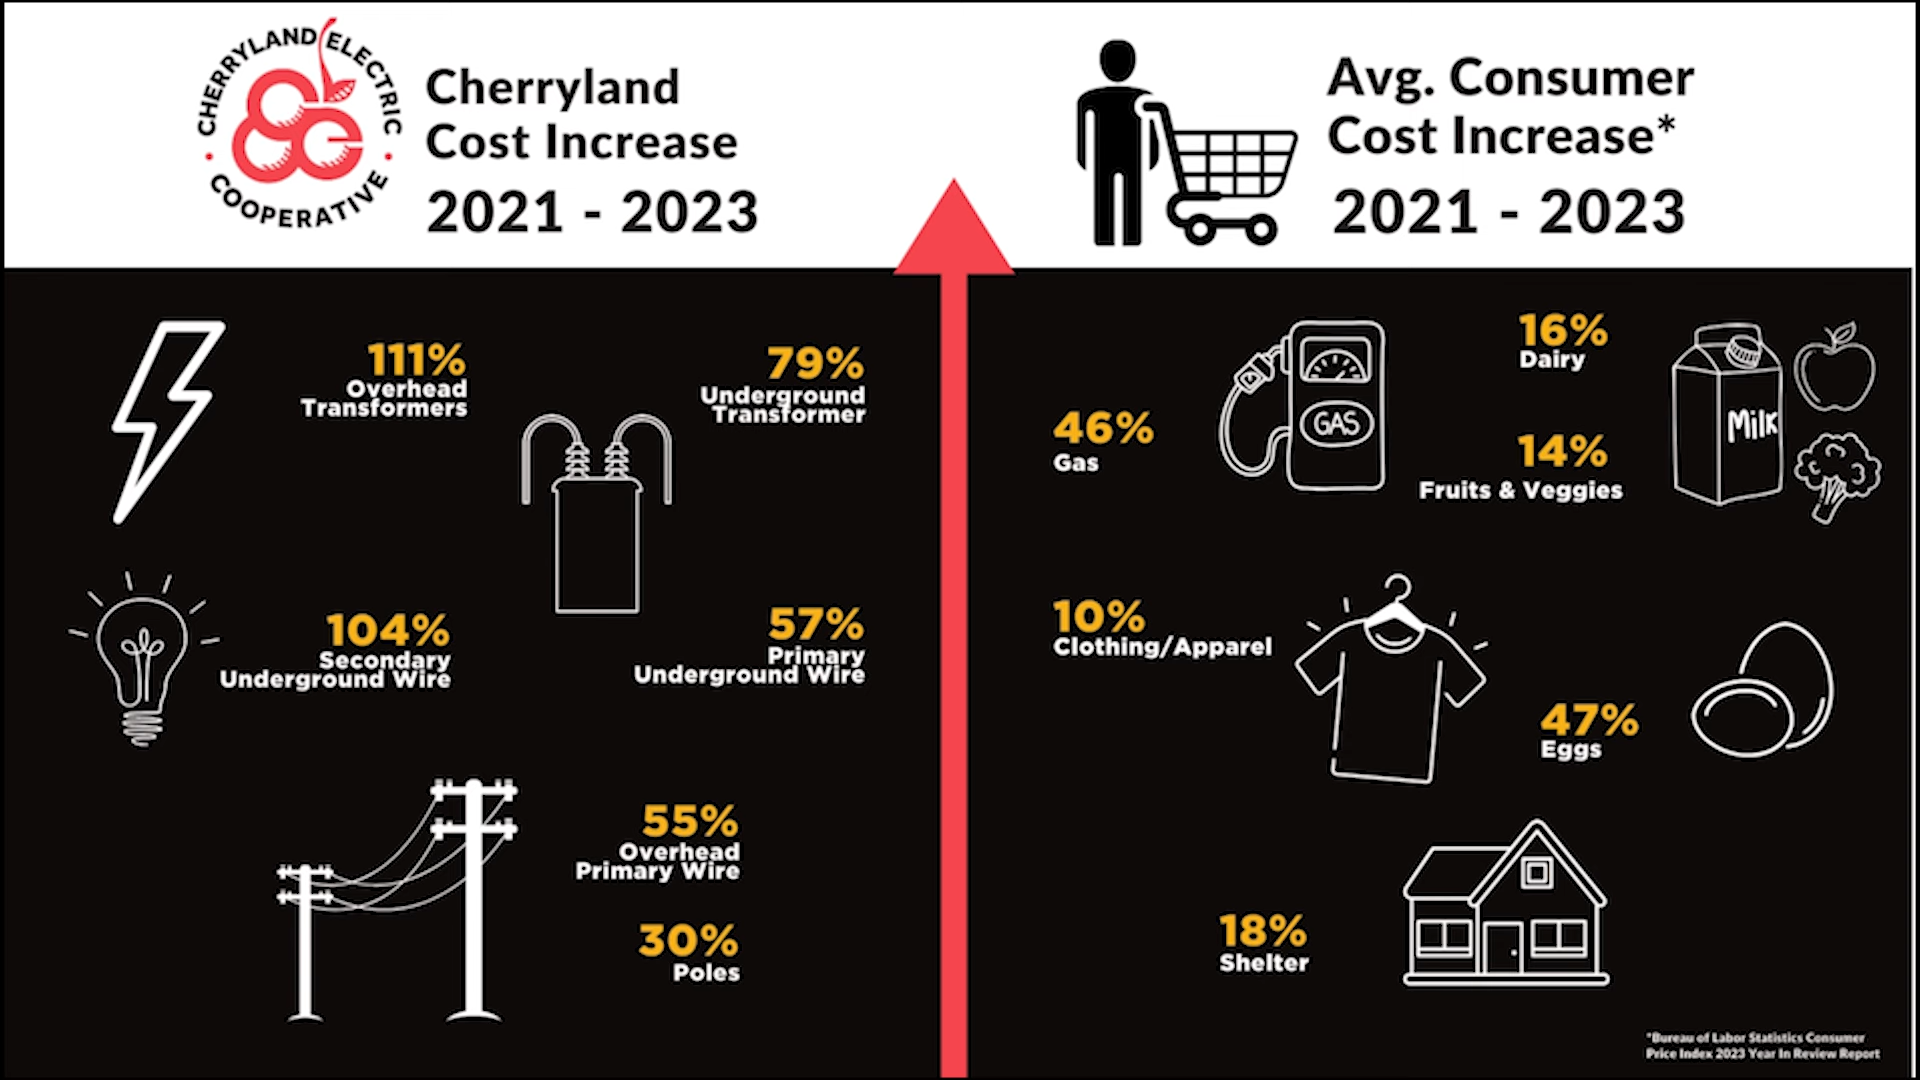 CHERRYLAND ELECTRIC
COOPERATIVE
Cherryland
Cost Increase
2021 - 2023
Avg. Consumer
Cost Increase*
2021 - 2023
111%
Overhead
Transformers
79%
Underground
Transformer
104%
Secondary
Underground Wire
57%
Primary
Underground Wire
55%
Overhead
Primary Wire
30%
Poles
46%
Gas
GAS
16%
Dairy
Milk
14%
Fruits & Veggies
10%
Clothing/Apparel
47%
Eggs
18%
Shelter
*Bureau of Labor Statistics Consumer
Price Index 2023 Year In Review Report